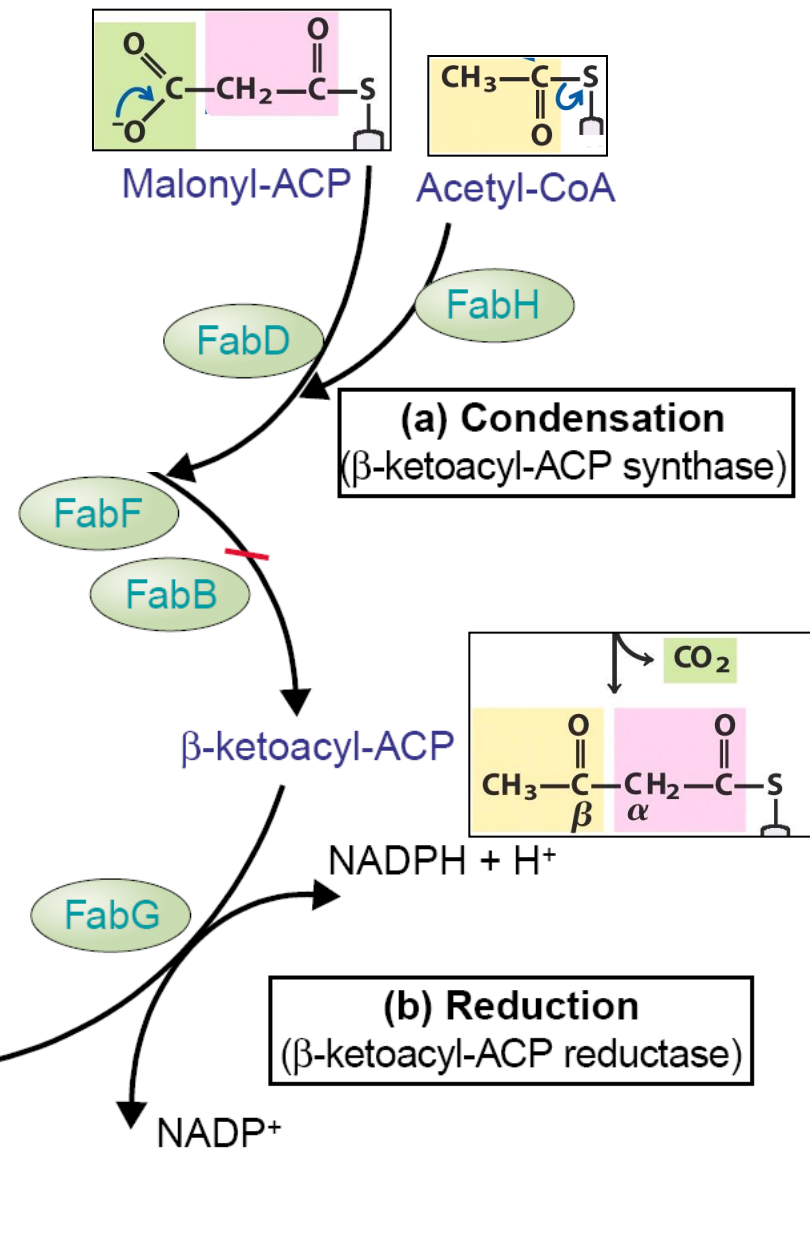 O
O
C—CH₂—C—S
⁻O
CH₃—C—S
O
Malonyl-ACP
Acetyl-CoA
FabH
FabD
(a) Condensation
(β-ketoacyl-ACP synthase)
FabF
FabB
CO₂
β-ketoacyl-ACP
O
O
CH₃—C—CH₂—C—S
β
α
NADPH + H⁺
FabG
(b) Reduction
(β-ketoacyl-ACP reductase)
NADP⁺